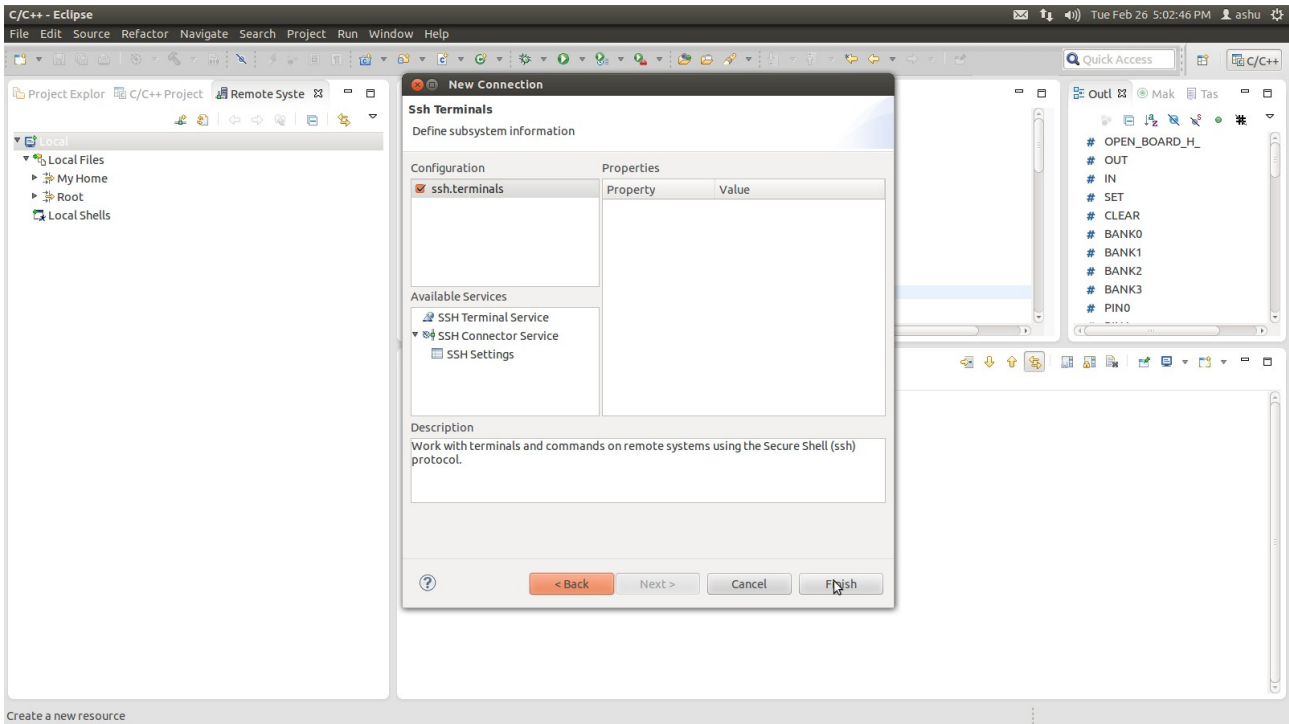 C/C++ - Eclipse
Tue Feb 26 5:02:46 PM ashu
File Edit Source Refactor Navigate Search Project Run Window Help
Quick Access
C/C++
Project Explor C/C++ Project Remote Syste
Local
Local Files
My Home
Root
Local Shells
New Connection
Ssh Terminals
Define subsystem information
Configuration
ssh.terminals
Properties
Property Value
Available Services
SSH Terminal Service
SSH Connector Service
SSH Settings
Description
Work with terminals and commands on remote systems using the Secure Shell (ssh)
protocol.
< Back Next > Cancel Finish
Outl Mak Tas
# OPEN_BOARD_H_
# OUT
# IN
# SET
# CLEAR
# BANK0
# BANK1
# BANK2
# BANK3
# PIN0
Create a new resource